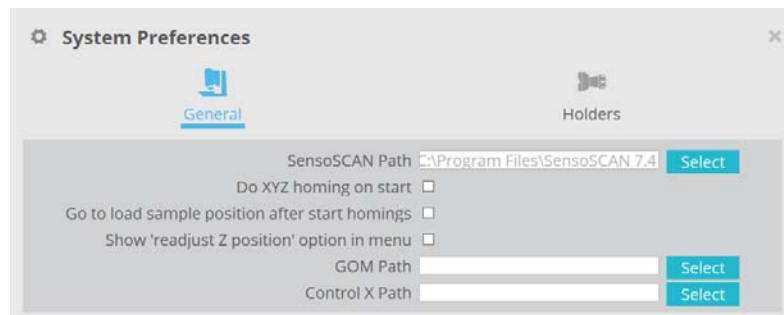 System Preferences
General
Holders
SensoSCAN Path C:\Program Files\SensoSCAN 7.4 Select
Do XYZ homing on start
Go to load sample position after start homings
Show 'readjust Z position' option in menu
GOM Path Select
Control X Path Select